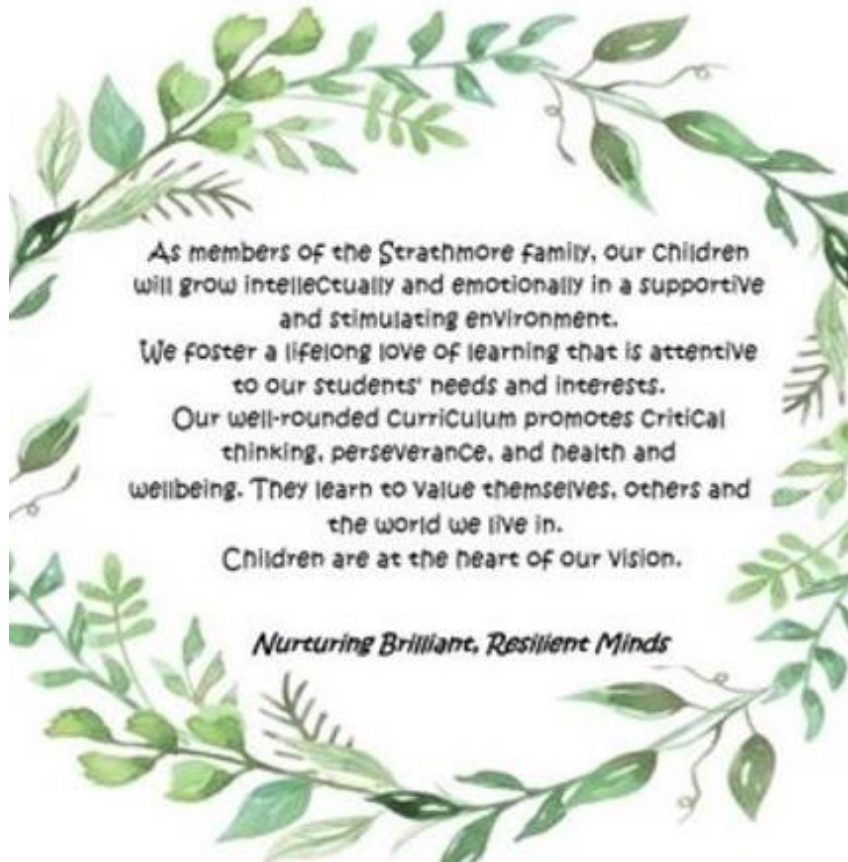 As members of the Strathmore family, our children
will grow intellectually and emotionally in a supportive
and stimulating environment.
We foster a lifelong love of learning that is attentive
to our students' needs and interests.
Our well-rounded curriculum promotes critical
thinking, perseverance, and health and
wellbeing. They learn to value themselves, others and
the world we live in.
Children are at the heart of our vision.
Nurturing Brilliant, Resilient Minds